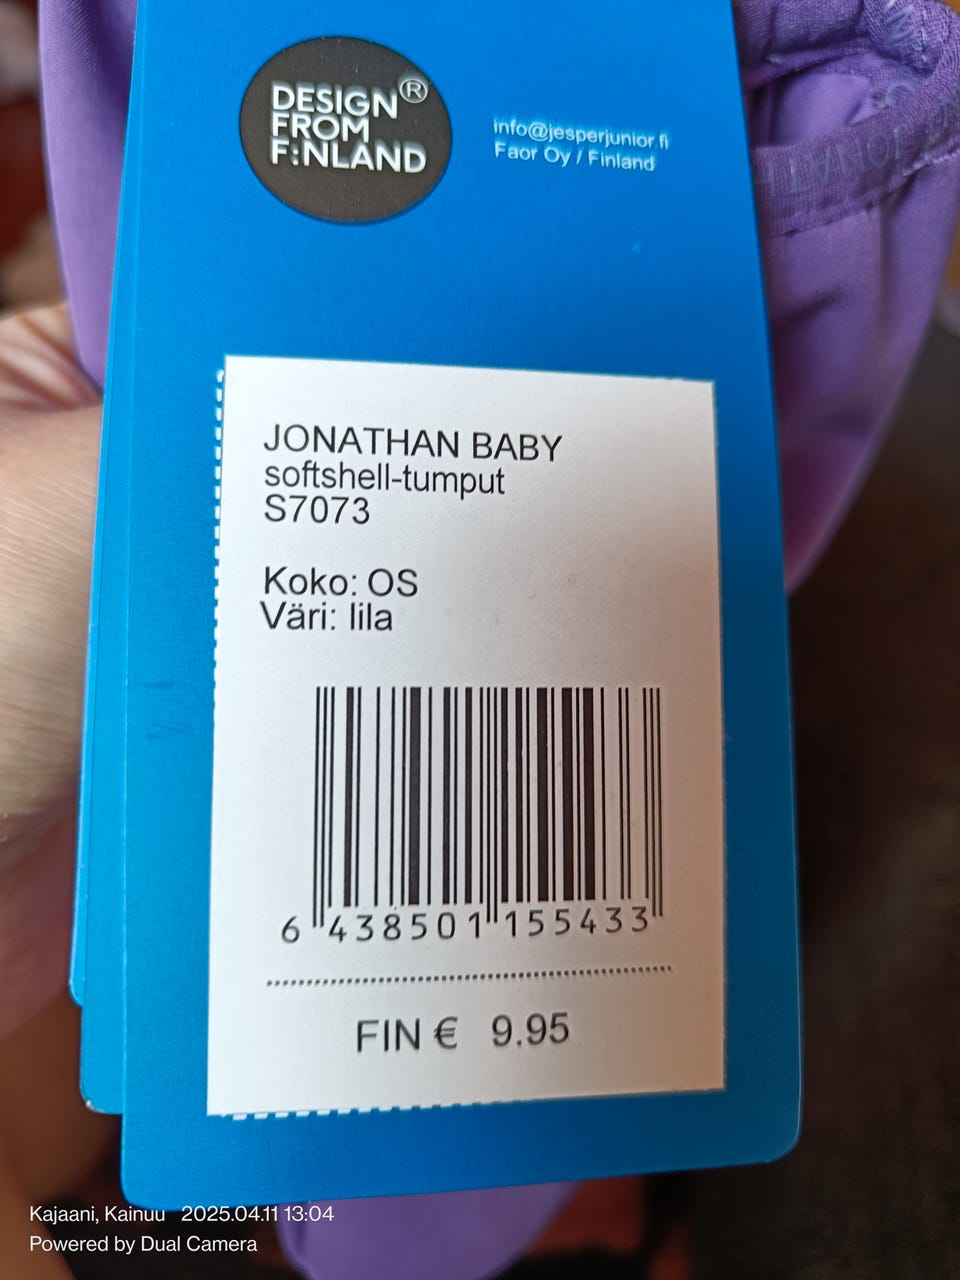 DESIGN®
FROM
F:NLAND
info@jesperjunior.fi
Faor Oy / Finland
JONATHAN BABY
softshell-tumput
S7073
Koko: OS
Väri: lila
6 438501 155433
FIN € 9.95
Kajaani, Kainuu 2025.04.11 13:04
Powered by Dual Camera